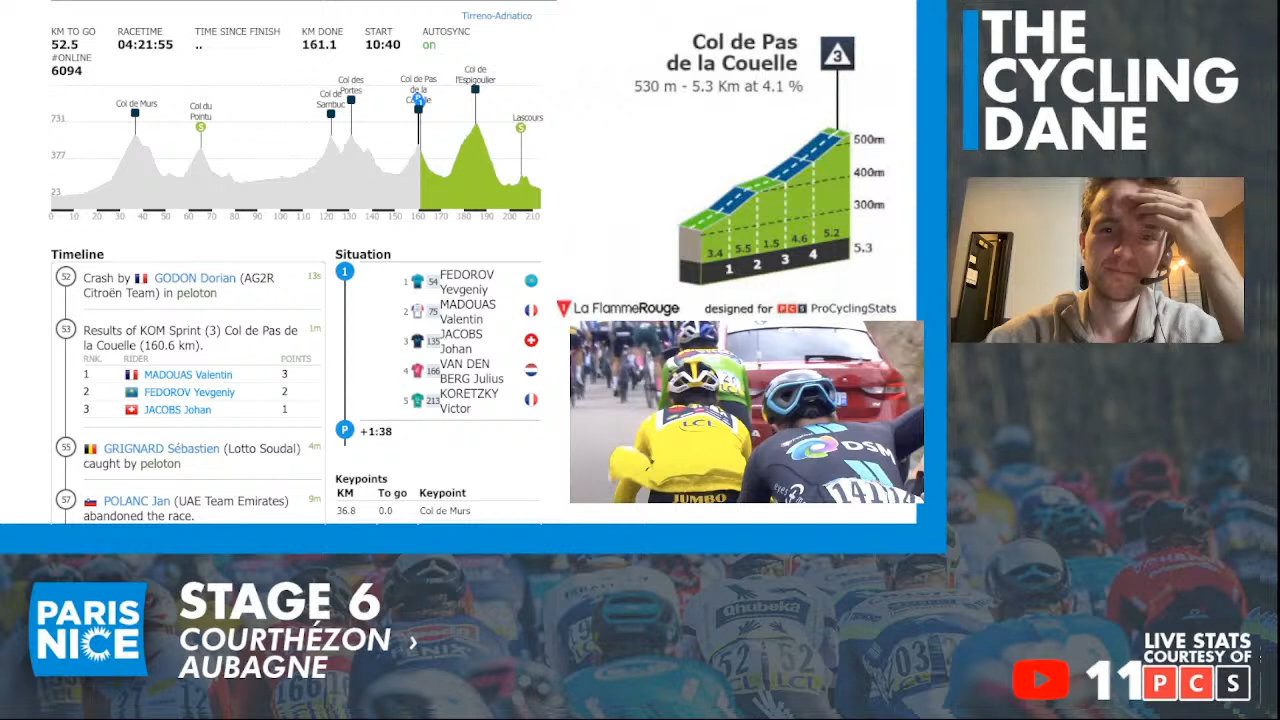 Tirreno-Adriatico
KM TO GO RACETIME TIME SINCE FINISH KM DONE START AUTOSYNC
52.5 04:21:55 .. 161.1 10:40 on
#ONLINE
6094
Col de Murs
Col du
Pointu
S
Col de
Sambuc
Col des
Portes
Col de Pas
de la
Col de
l'Espigoulier
Lascours
S
731
377
23
0 10 20 30 40 50 60 70 80 90 100 110 120 130 140 150 160 170 180 190 200 210
Col de Pas
de la Couelle
3
530 m - 5.3 Km at 4.1 %
500m
400m
300m
3.4 5.5 1.5 4.6 5.2
5.3
1 2 3 4
La FlammeRouge designed for PCS ProCyclingStats
Timeline
52 Crash by GODON Dorian (AG2R 13s
Citroën Team) in peloton
53 Results of KOM Sprint (3) Col de Pas de 1m
la Couelle (160.6 km).
RNK. RIDER POINTS
1 MADOUAS Valentin 3
2 FEDOROV Yevgeniy 2
3 JACOBS Johan 1
55 GRIGNARD Sébastien (Lotto Soudal) 4m
caught by peloton
57 POLANC Jan (UAE Team Emirates) 9m
abandoned the race.
Situation
1
1 54 FEDOROV
Yevgeniy
2 75 MADOUAS
Valentin
3 135 JACOBS
Johan
4 166 VAN DEN
BERG Julius
5 213 KORETZKY
Victor
P +1:38
Keypoints
KM To go Keypoint
36.8 0.0 Col de Murs
LCL
JUMBO
DSM
THE
CYCLING
DANE
PARIS
NICE
STAGE 6
COURTHÉZON ›
AUBAGNE
Qhubeka
52 52
LIVE STATS
COURTESY OF
11
PCS